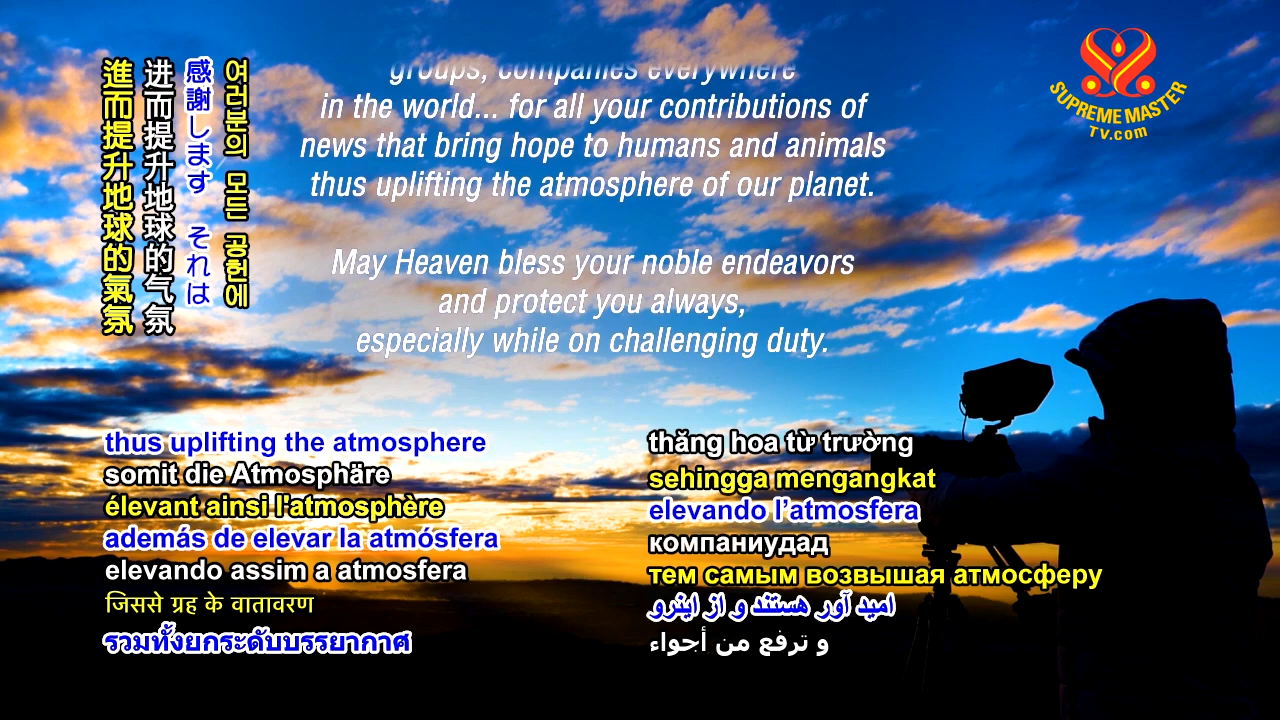 groups, companies everywhere
in the world... for all your contributions of
news that bring hope to humans and animals
thus uplifting the atmosphere of our planet.
May Heaven bless your noble endeavors
and protect you always,
especially while on challenging duty.
SUPREME MASTER
TV.com
여러분의 모든 공헌에
感謝します それは
进而提升地球的气氛
進而提升地球的氣氛
thus uplifting the atmosphere
somit die Atmosphäre
élevant ainsi l'atmosphère
además de elevar la atmósfera
elevando assim a atmosfera
जिससे ग्रह के वातावरण
รวมทั้งยกระดับบรรยากาศ
thăng hoa từ trường
sehingga mengangkat
elevando l’atmosfera
компаниудад
тем самым возвышая атмосферу
امید آور هستند و از اینرو
و ترفع من أجواء